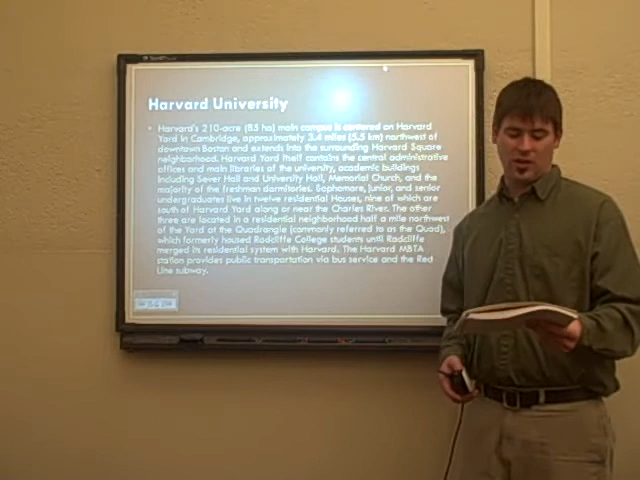 Harvard University
• Harvard's 210-acre (85 ha) main campus is centered on Harvard
Yard in Cambridge, approximately 3.4 miles (5.5 km) northwest of
downtown Boston and extends into the surrounding Harvard Square
neighborhood. Harvard Yard itself contains the central administrative
offices and main libraries of the university, academic buildings
including Sever Hall and University Hall, Memorial Church, and the
majority of the freshman dormitories. Sophomore, junior, and senior
undergraduates live in twelve residential Houses, nine of which are
south of Harvard Yard along or near the Charles River. The other
three are located in a residential neighborhood half a mile northwest
of the Yard at the Quadrangle (commonly referred to as the Quad),
which formerly housed Radcliffe College students until Radcliffe
merged its residential system with Harvard. The Harvard MBTA
station provides public transportation via bus service and the Red
Line subway.